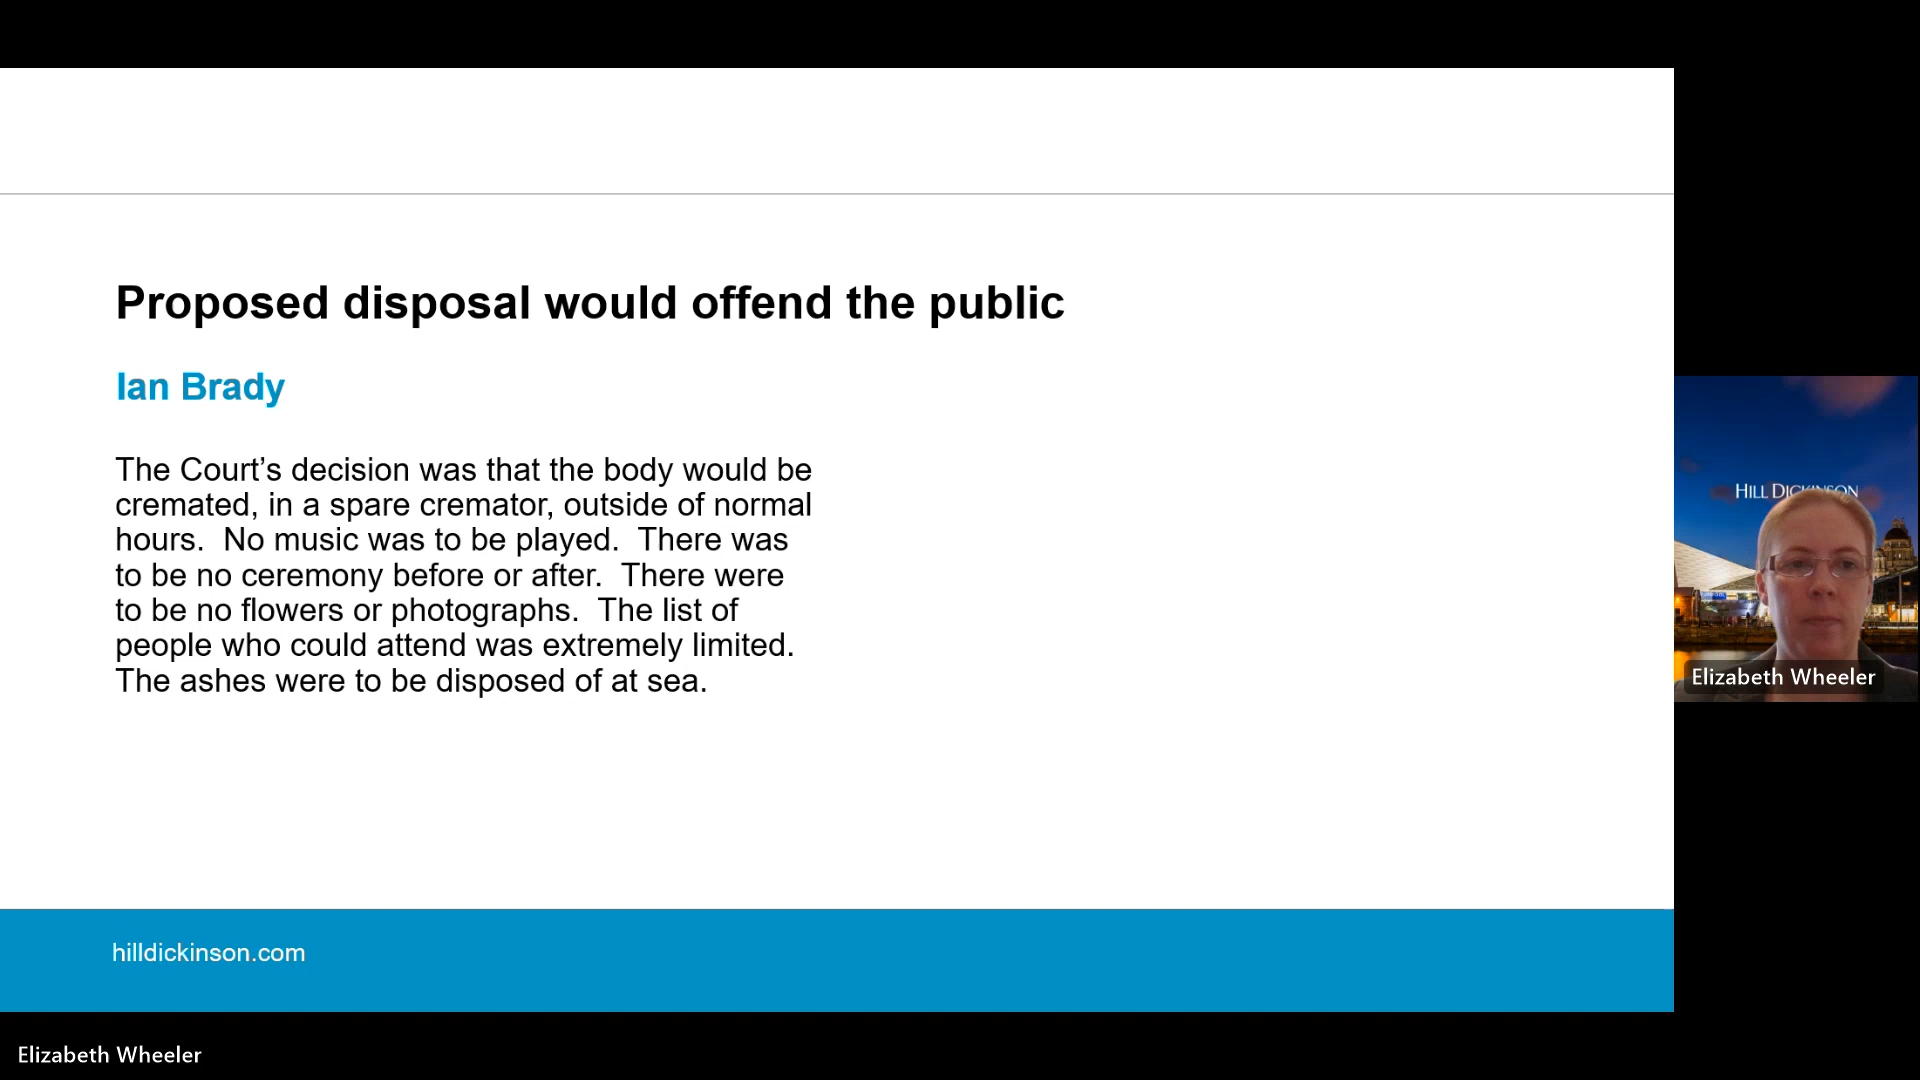 Proposed disposal would offend the public
Ian Brady
The Court’s decision was that the body would be
cremated, in a spare cremator, outside of normal
hours.  No music was to be played.  There was
to be no ceremony before or after.  There were
to be no flowers or photographs.  The list of
people who could attend was extremely limited.
The ashes were to be disposed of at sea.
hilldickinson.com
HILL DICKINSON
Elizabeth Wheeler
Elizabeth Wheeler